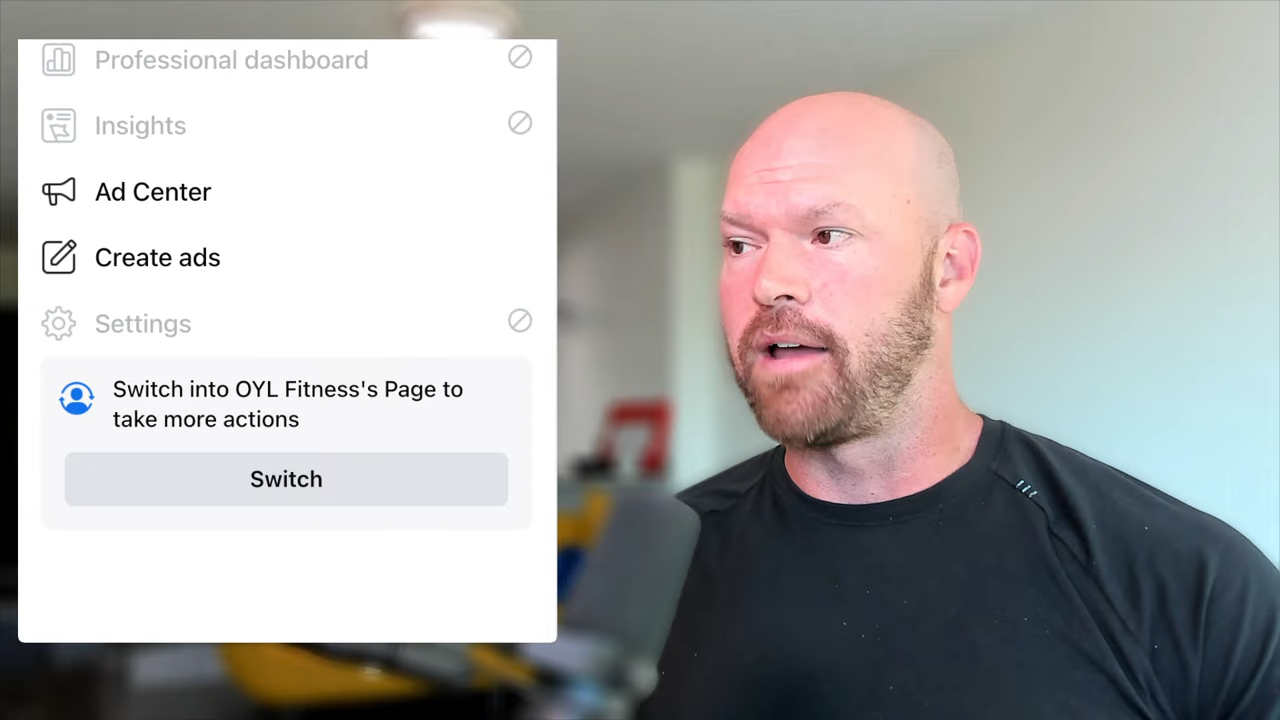 Professional dashboard
Insights
Ad Center
Create ads
Settings
Switch into OYL Fitness's Page to
take more actions
Switch